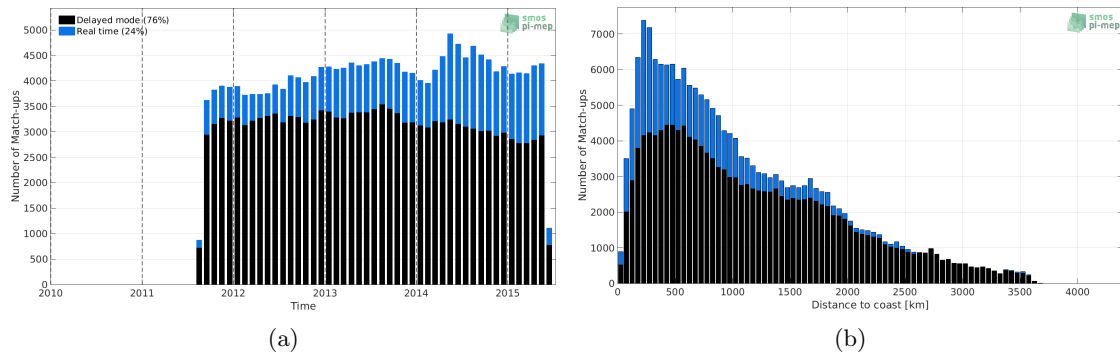 Delayed mode (76%)
Real time (24%)
smos
pi-mep
Number of Match-ups
5000
4500
4000
3500
3000
2500
2000
1500
1000
500
0
2010
2011
2012
2013
2014
2015
Time
(a)
smos
pi-mep
Number of Match-ups
7000
6000
5000
4000
3000
2000
1000
0
0
500
1000
1500
2000
2500
3000
3500
4000
Distance to coast [km]
(b)